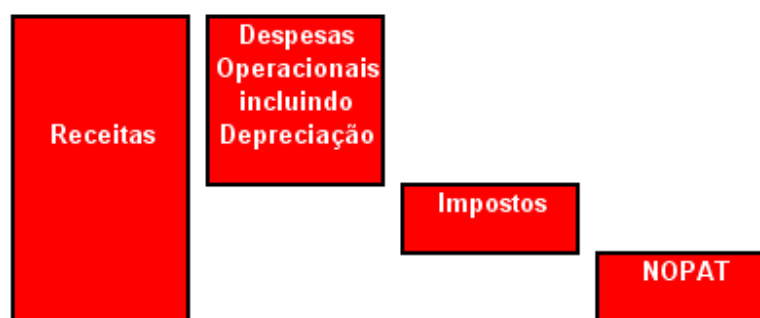 Receitas
Despesas
Operacionais
incluindo
Depreciação
Impostos
NOPAT